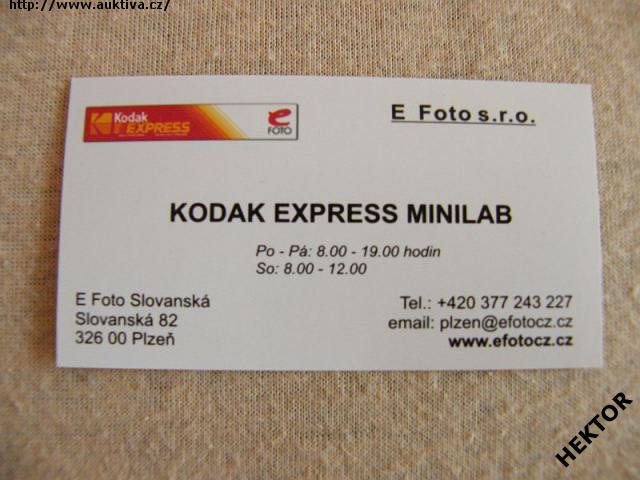 http://www.auktiva.cz/
Kodak
EXPRESS
e
FOTO
E Foto s.r.o.
KODAK EXPRESS MINILAB
Po - Pá: 8.00 - 19.00 hodin
So: 8.00 - 12.00
E Foto Slovanská
Slovanská 82
326 00 Plzeň
Tel.: +420 377 243 227
email: plzen@efotocz.cz
www.efotocz.cz
HEKTOR